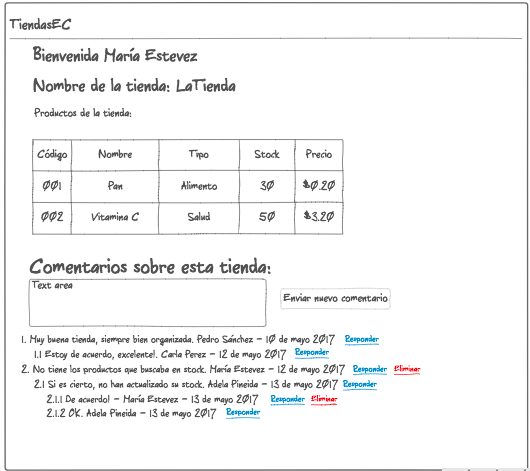 TiendasEC
Bienvenida María Estevez
Nombre de la tienda: LaTienda
Productos de la tienda:
Código Nombre Tipo Stock Precio
001 Pan Alimento 30 $0.20
002 Vitamina C Salud 50 $3.20
Comentarios sobre esta tienda:
Text area
Enviar nuevo comentario
1. Muy buena tienda, siempre bien organizada. Pedro Sánchez - 10 de mayo 2017 Responder
1.1 Estoy de acuerdo, excelente!. Carla Perez - 12 de mayo 2017 Responder
2. No tiene los productos que buscaba en stock. María Estevez - 12 de mayo 2017 Responder Eliminar
2.1 Si es cierto, no han actualizado su stock. Adela Pineida - 13 de mayo 2017 Responder
2.1.1 De acuerdo! - María Estevez - 13 de mayo 2017 Responder Eliminar
2.1.2 OK. Adela Pineida - 13 de mayo 2017 Responder